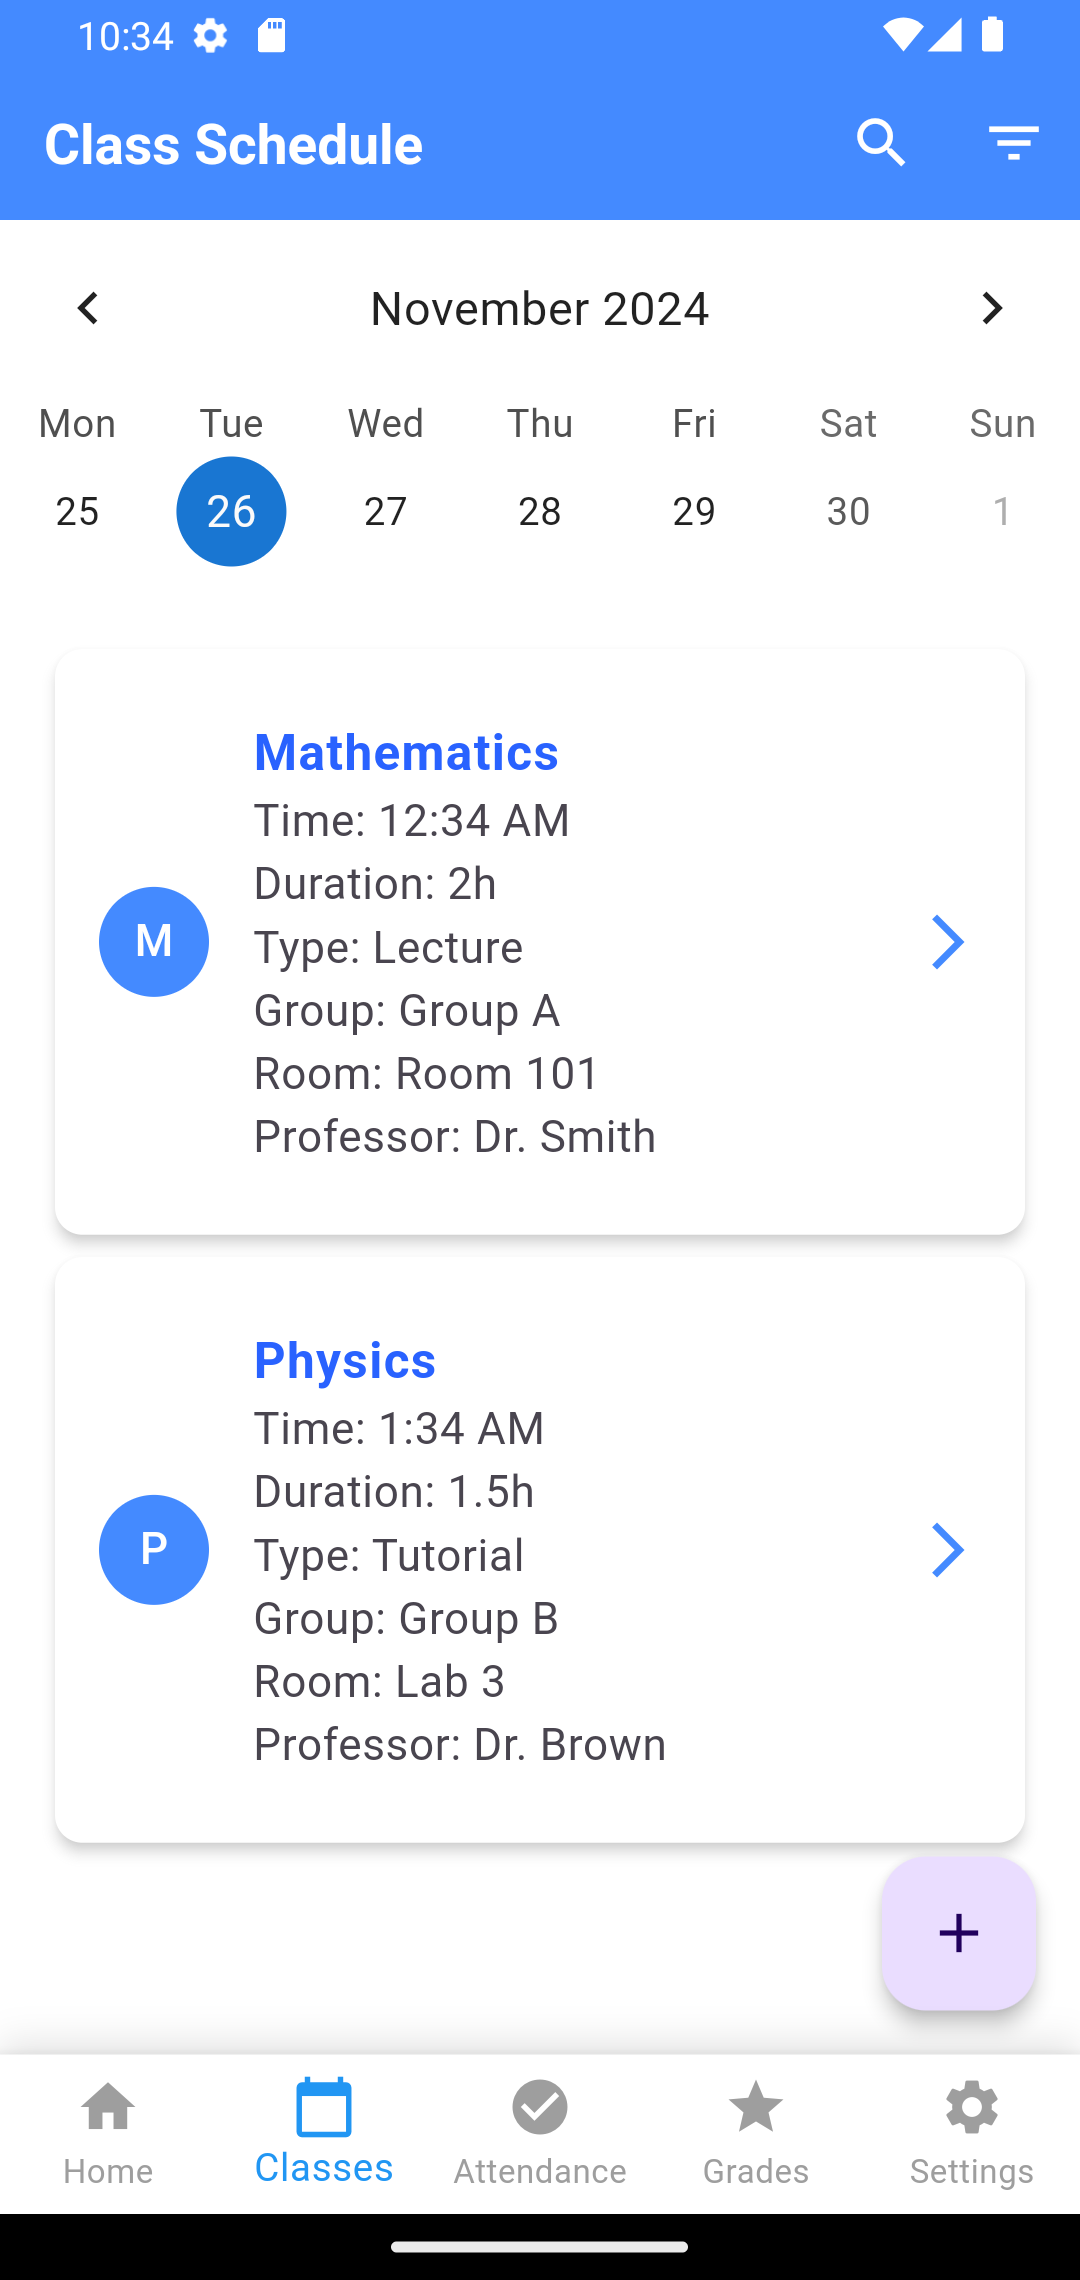 10:34
Class Schedule
November 2024
Mon Tue Wed Thu Fri Sat Sun
25 26 27 28 29 30 1
Mathematics
Time: 12:34 AM
Duration: 2h
M
Type: Lecture
Group: Group A
Room: Room 101
Professor: Dr. Smith
Physics
Time: 1:34 AM
Duration: 1.5h
P
Type: Tutorial
Group: Group B
Room: Lab 3
Professor: Dr. Brown
Home Classes Attendance Grades Settings